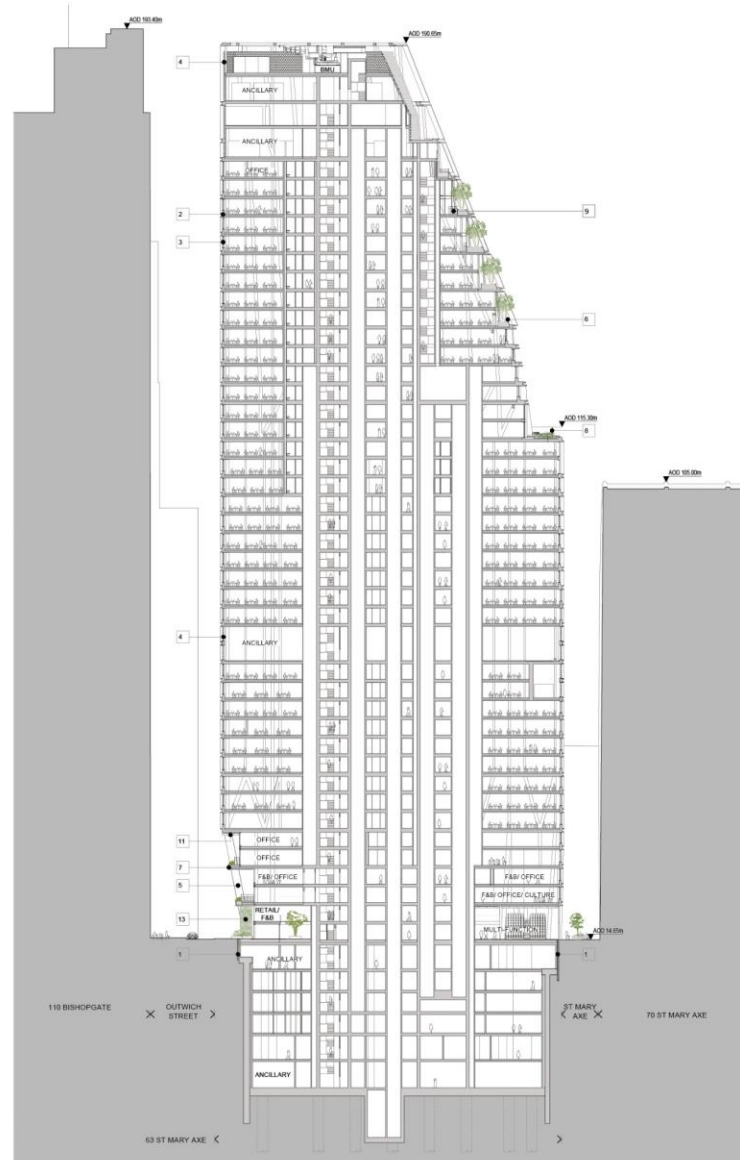 AOD 193.40m
AOD 190.65m
4
BMU
ANCILLARY
ANCILLARY
OFFICE
2
9
3
6
AOD 115.30m
8
AOD 105.00m
4
ANCILLARY
11
OFFICE
OFFICE
7
F&B/ OFFICE
F&B/ OFFICE
5
F&B/ OFFICE/ CULTURE
RETAIL/
F&B
13
MULTI-FUNCTION
AOD 14.61m
1
ANCILLARY
1
110 BISHOPGATE
OUTWICH
STREET
ST MARY
AXE
70 ST MARY AXE
ANCILLARY
63 ST MARY AXE